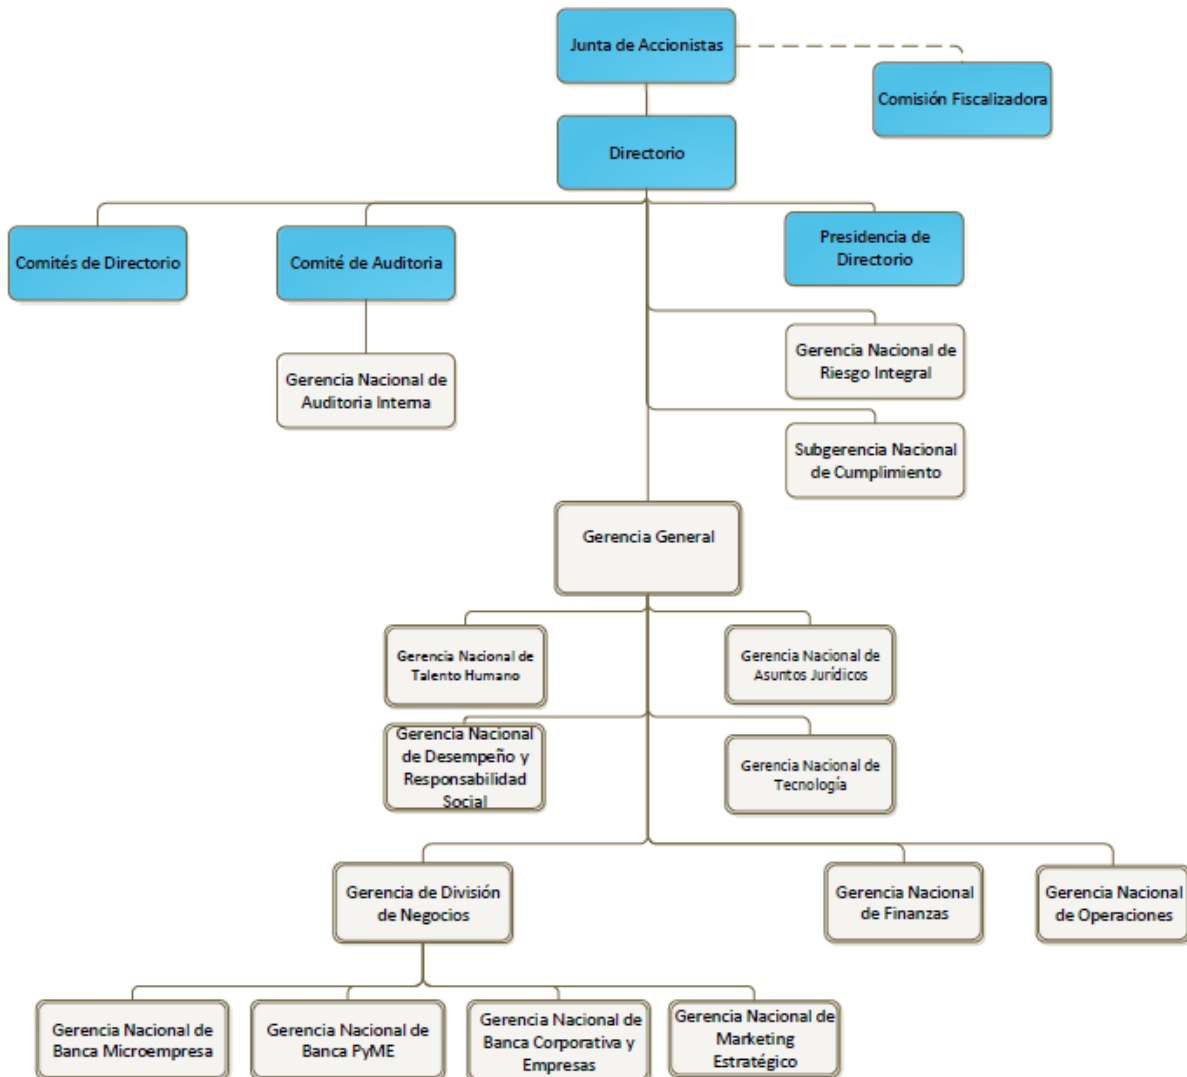 Junta de Accionistas
Comisión Fiscalizadora
Directorio
Comités de Directorio
Comité de Auditoria
Presidencia de
Directorio
Gerencia Nacional de
Auditoria Interna
Gerencia Nacional de
Riesgo Integral
Subgerencia Nacional
de Cumplimiento
Gerencia General
Gerencia Nacional de
Talento Humano
Gerencia Nacional de
Asuntos Jurídicos
Gerencia Nacional
de Desempeño y
Responsabilidad
Social
Gerencia Nacional de
Tecnología
Gerencia de División
de Negocios
Gerencia Nacional
de Finanzas
Gerencia Nacional
de Operaciones
Gerencia Nacional de
Banca Microempresa
Gerencia Nacional de
Banca PyME
Gerencia Nacional de
Banca Corporativa y
Empresas
Gerencia Nacional de
Marketing
Estratégico